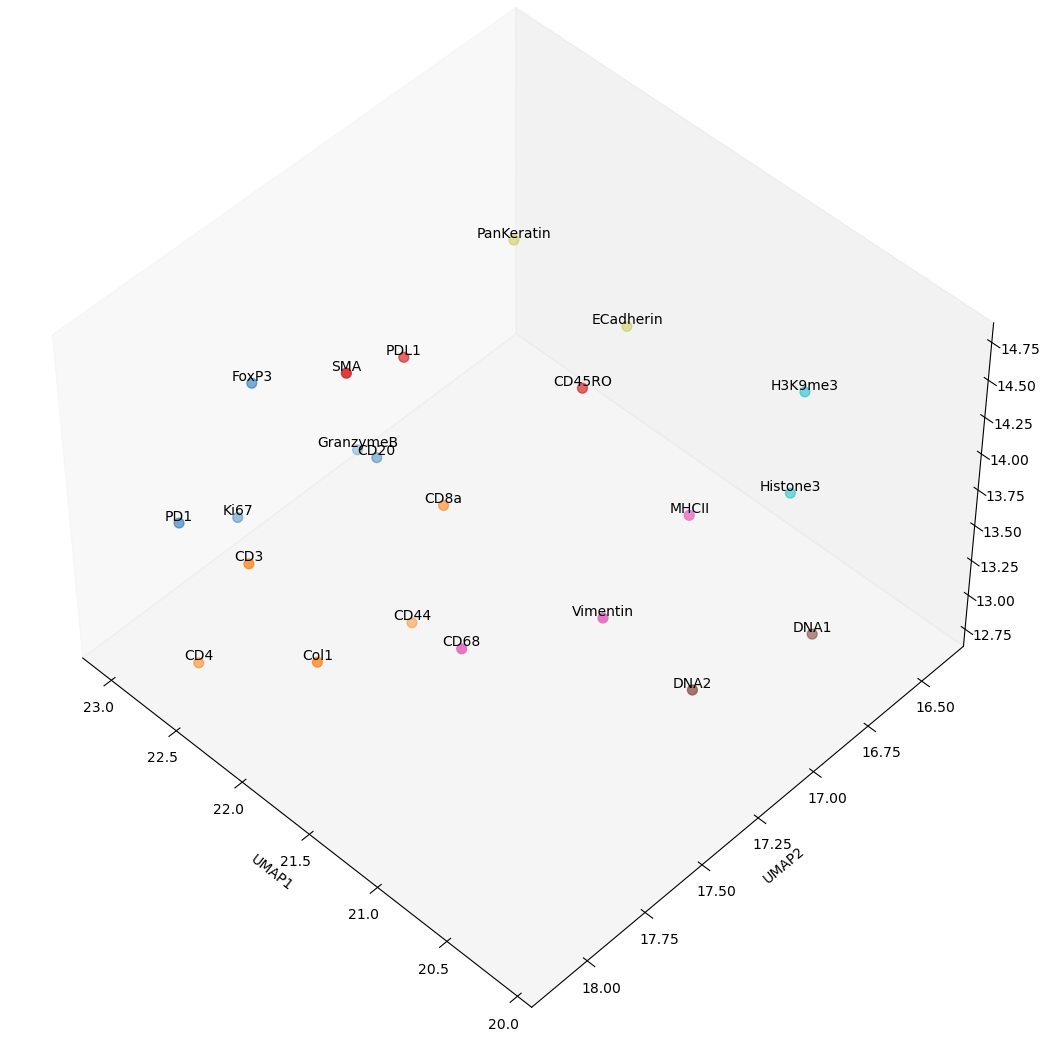 PanKeratin
ECadherin
PDL1
SMA
FoxP3
CD45RO
H3K9me3
GranzymeB
CD20
CD8a
Histone3
MHCII
PD1
Ki67
CD3
CD44
Vimentin
CD68
DNA1
CD4
Col1
DNA2
14.75
14.50
14.25
14.00
13.75
13.50
13.25
13.00
12.75
23.0
22.5
22.0
21.5
21.0
20.5
20.0
UMAP1
16.50
16.75
17.00
17.25
17.50
17.75
18.00
UMAP2